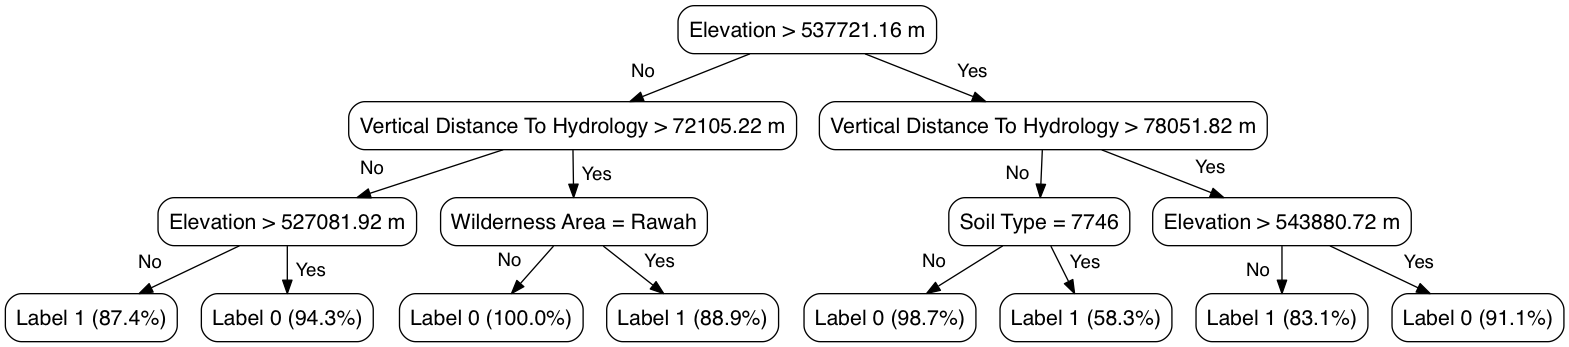 Elevation > 537721.16 m
No
Yes
Vertical Distance To Hydrology > 72105.22 m
Vertical Distance To Hydrology > 78051.82 m
No
Yes
No
Yes
Elevation > 527081.92 m
Wilderness Area = Rawah
Soil Type = 7746
Elevation > 543880.72 m
No
Yes
No
Yes
No
Yes
No
Yes
Label 1 (87.4%)
Label 0 (94.3%)
Label 0 (100.0%)
Label 1 (88.9%)
Label 0 (98.7%)
Label 1 (58.3%)
Label 1 (83.1%)
Label 0 (91.1%)